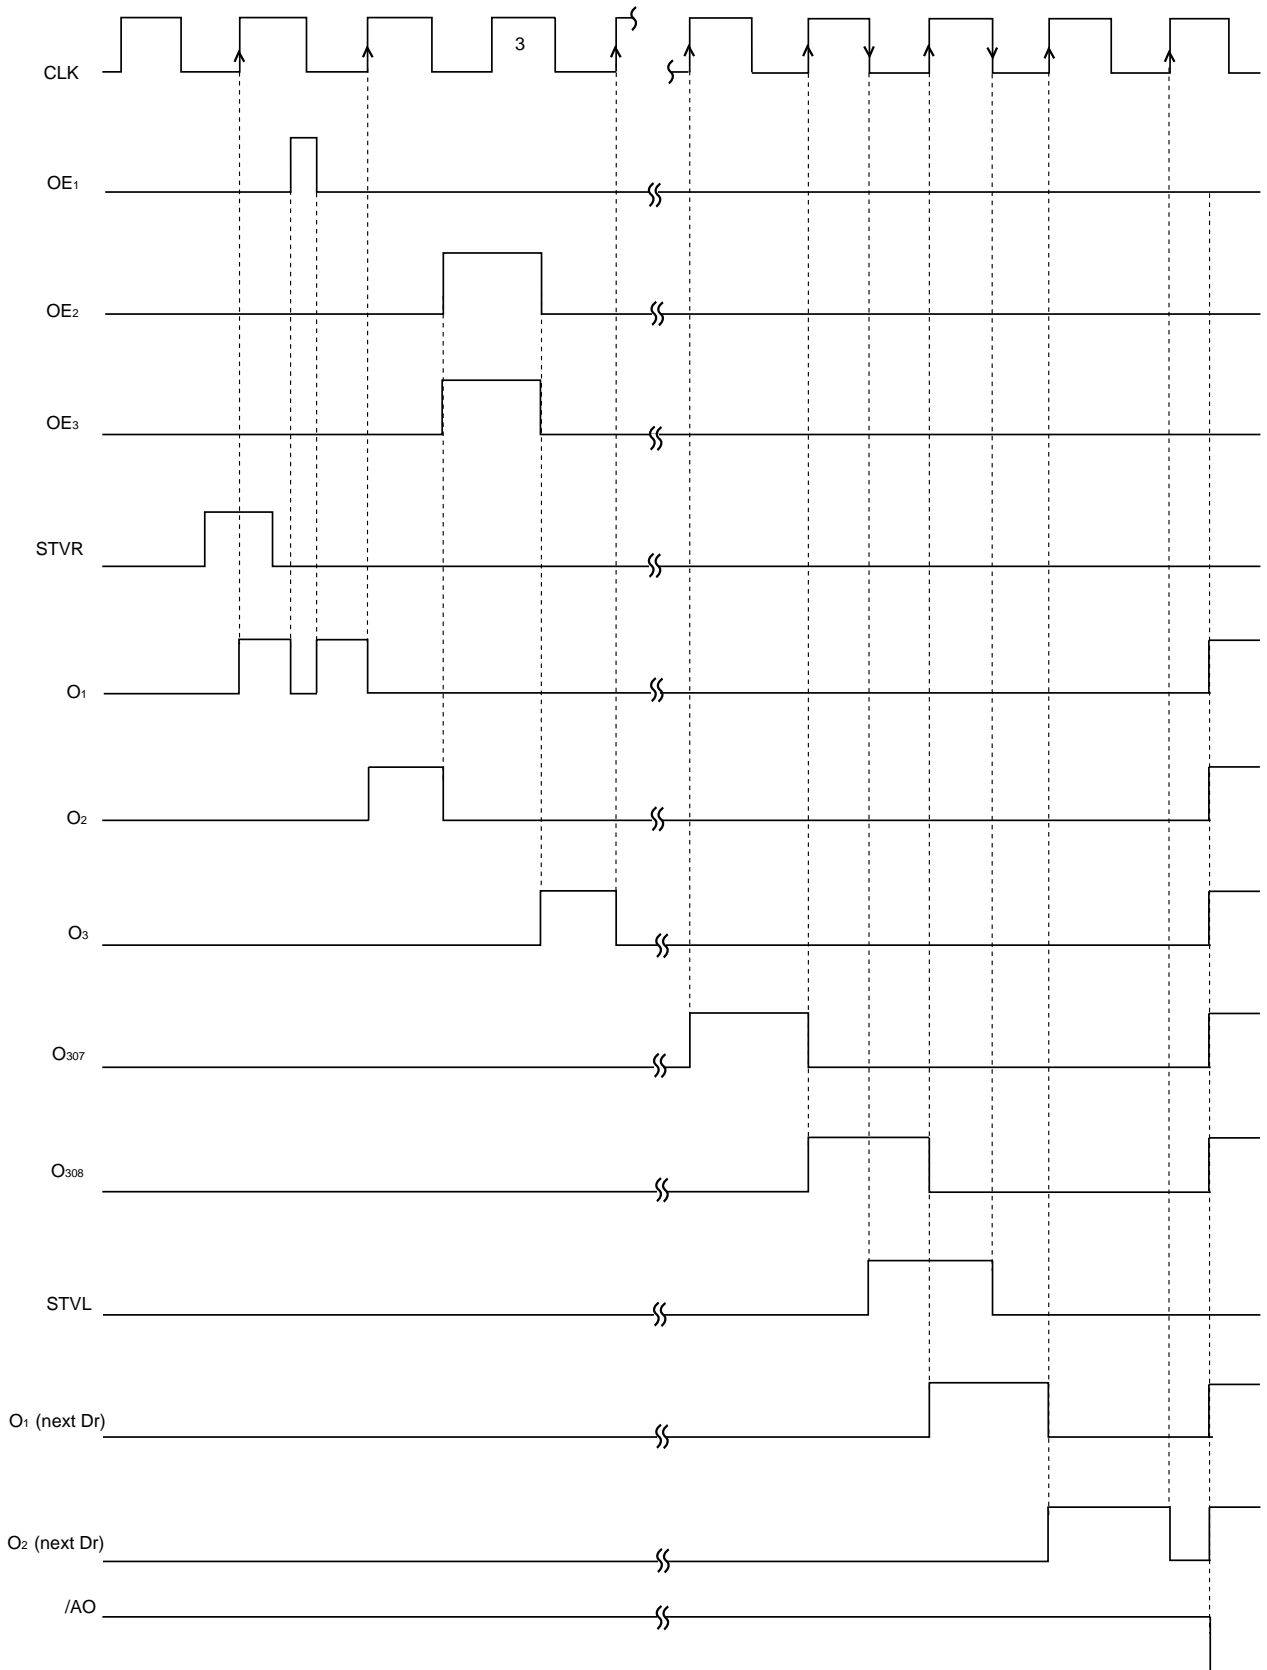 3
CLK
OE₁
OE₂
OE₃
STVR
O₁
O₂
O₃
O₃₀₇
O₃₀₈
STVL
O₁ (next Dr)
O₂ (next Dr)
/AO